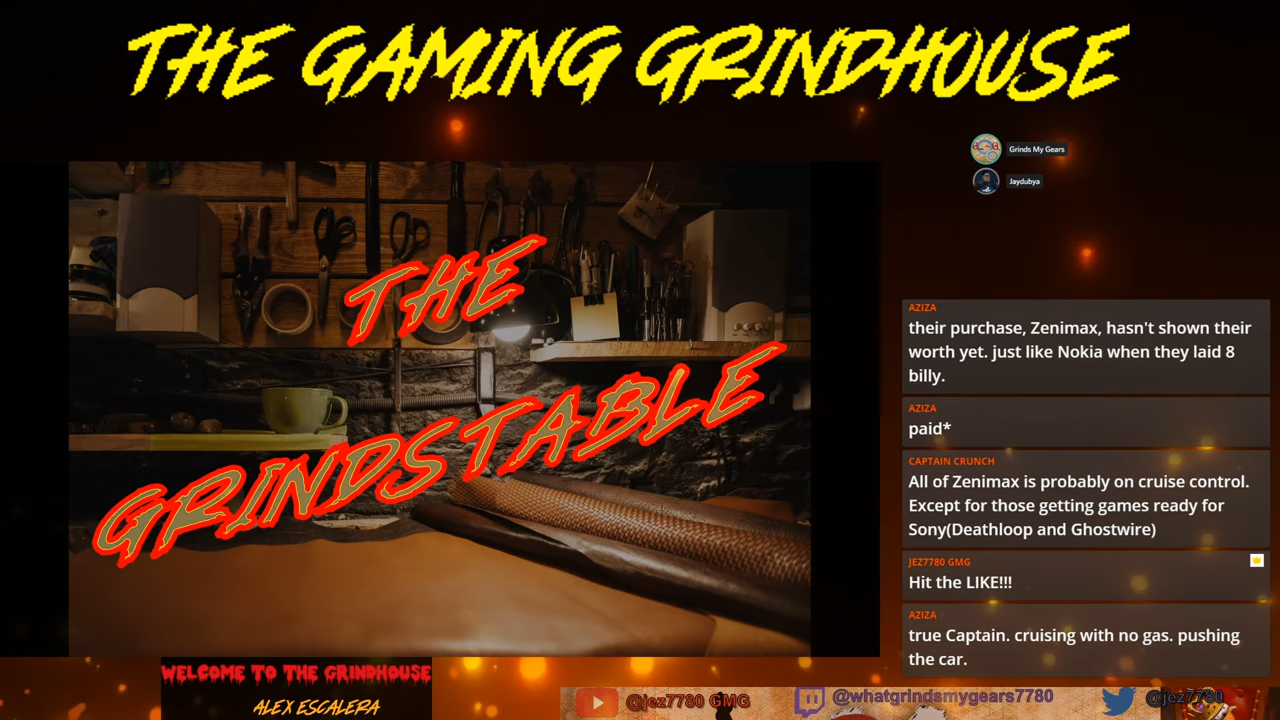 THE GAMING GRINDHOUSE
Grinds My Gears
Jaydubya
THE
GRINDSTABLE
AZIZA
their purchase, Zenimax, hasn't shown their
worth yet. just like Nokia when they laid 8
billy.
AZIZA
paid*
CAPTAIN CRUNCH
All of Zenimax is probably on cruise control.
Except for those getting games ready for
Sony(Deathloop and Ghostwire)
JEZ7780 GMG
Hit the LIKE!!!
AZIZA
true Captain. cruising with no gas. pushing
the car.
WELCOME TO THE GRINDHOUSE
ALEX ESCALERA
@jez7780 GMG
@whatgrindsmygears7780
@jez7780